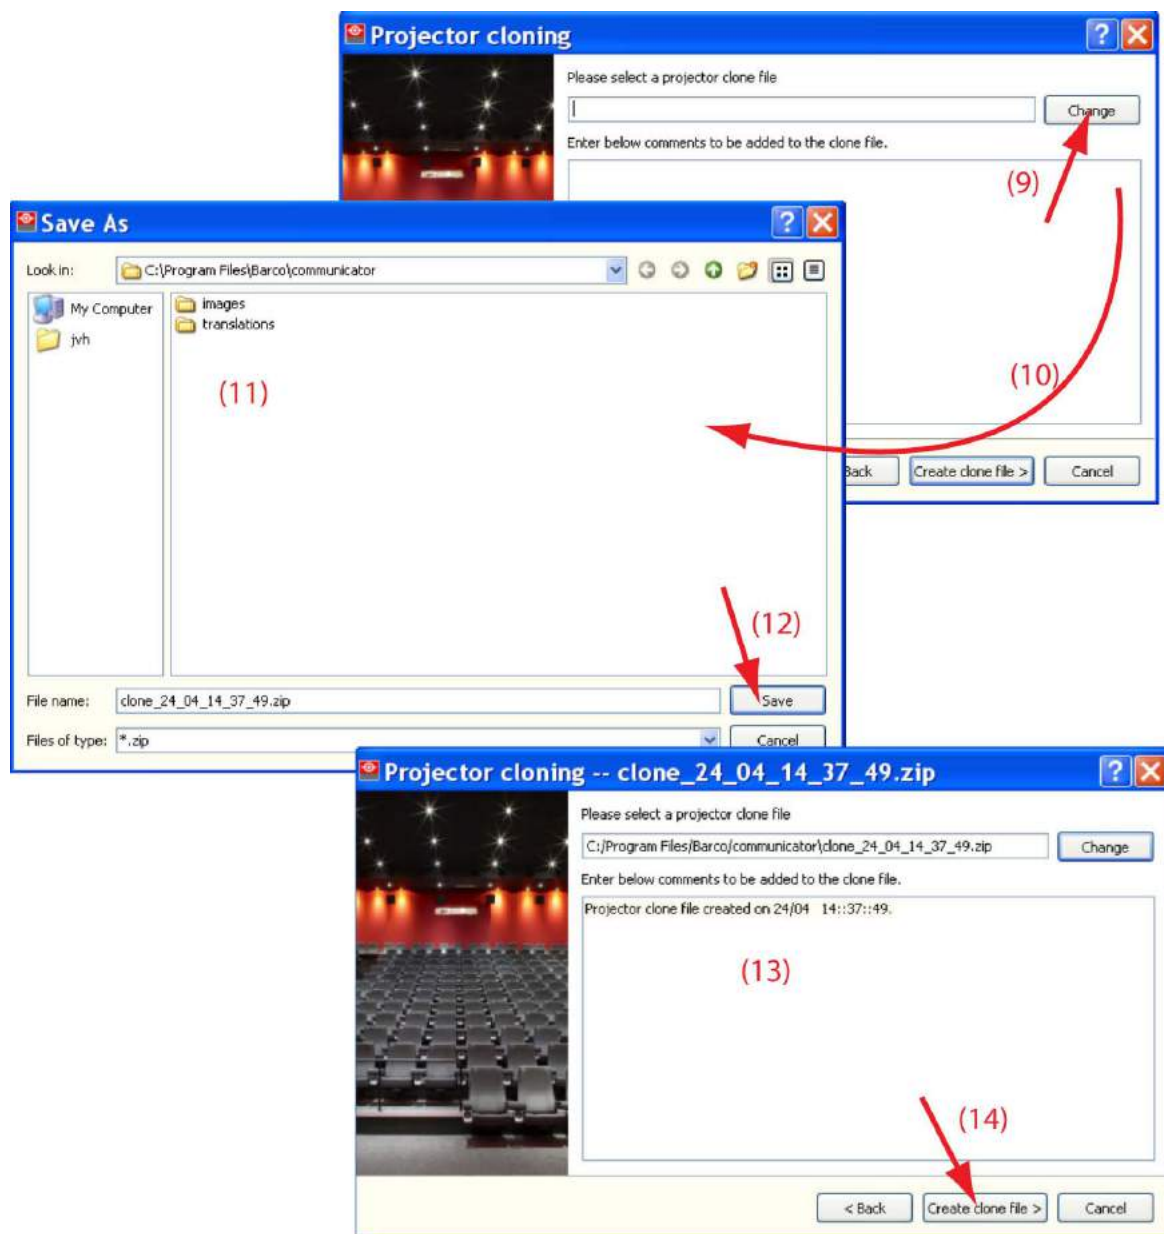 Projector cloning
Please select a projector clone file
Change
Enter below comments to be added to the clone file.
(9)
(10)
Back
Create clone file >
Cancel
Save As
Look in:
C:\Program Files\Barco\communicator
My Computer
jvh
images
translations
(11)
(12)
File name:
clone_24_04_14_37_49.zip
Save
Files of type:
*.zip
Cancel
Projector cloning -- clone_24_04_14_37_49.zip
Please select a projector clone file
C:/Program Files/Barco/communicator\clone_24_04_14_37_49.zip
Change
Enter below comments to be added to the clone file.
Projector clone file created on 24/04 14::37::49.
(13)
(14)
< Back
Create clone file >
Cancel